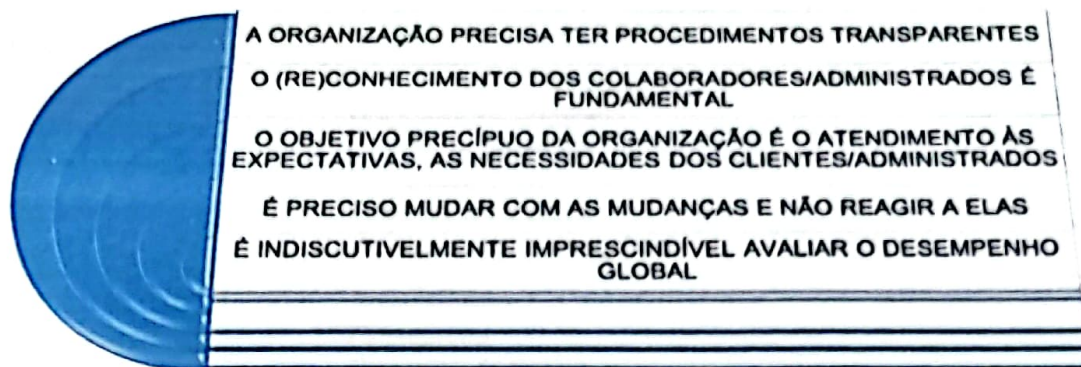 A ORGANIZAÇÃO PRECISA TER PROCEDIMENTOS TRANSPARENTES
O (RE)CONHECIMENTO DOS COLABORADORES/ADMINISTRADOS É
FUNDAMENTAL
O OBJETIVO PRECÍPUO DA ORGANIZAÇÃO É O ATENDIMENTO ÀS
EXPECTATIVAS, AS NECESSIDADES DOS CLIENTES/ADMINISTRADOS
É PRECISO MUDAR COM AS MUDANÇAS E NÃO REAGIR A ELAS
É INDISCUTIVELMENTE IMPRESCINDÍVEL AVALIAR O DESEMPENHO
GLOBAL